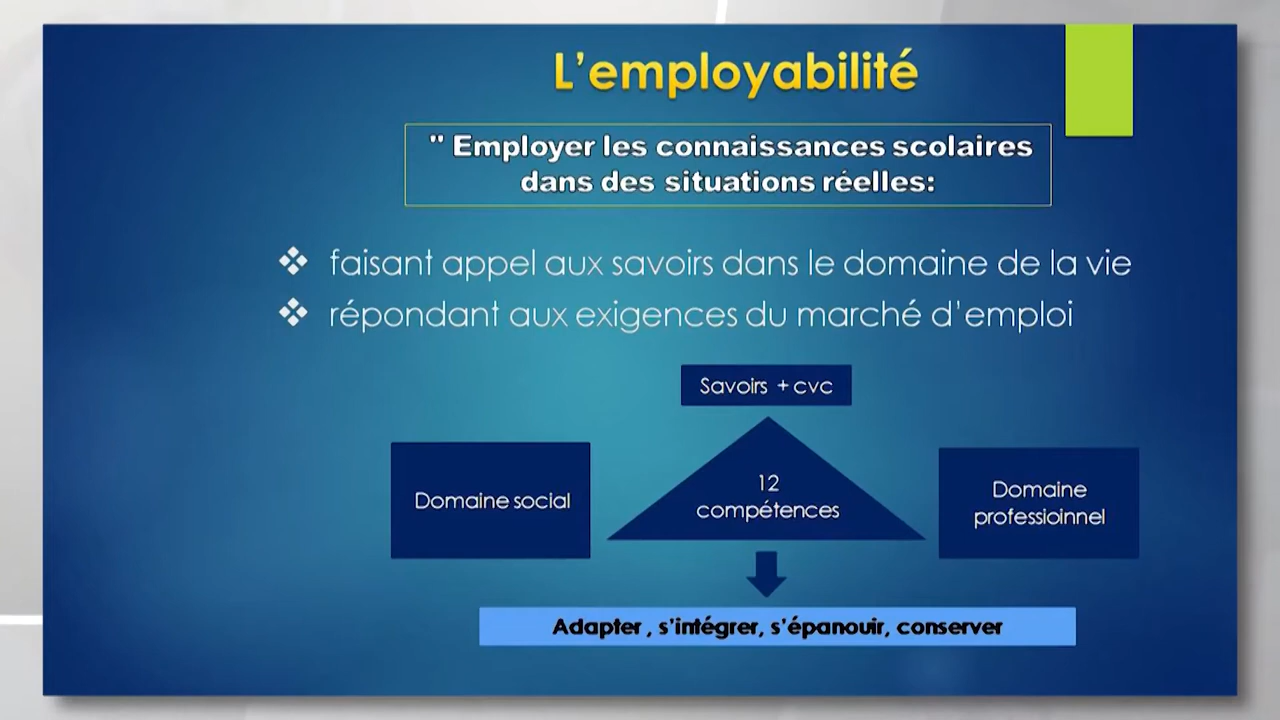 L'employabilité
" Employer les connaissances scolaires
dans des situations réelles:
❖ faisant appel aux savoirs dans le domaine de la vie
❖ répondant aux exigences du marché d'emploi
Savoirs + cvc
Domaine social
12
compétences
Domaine
professioinnel
Adapter , s'intégrer, s'épanouir, conserver